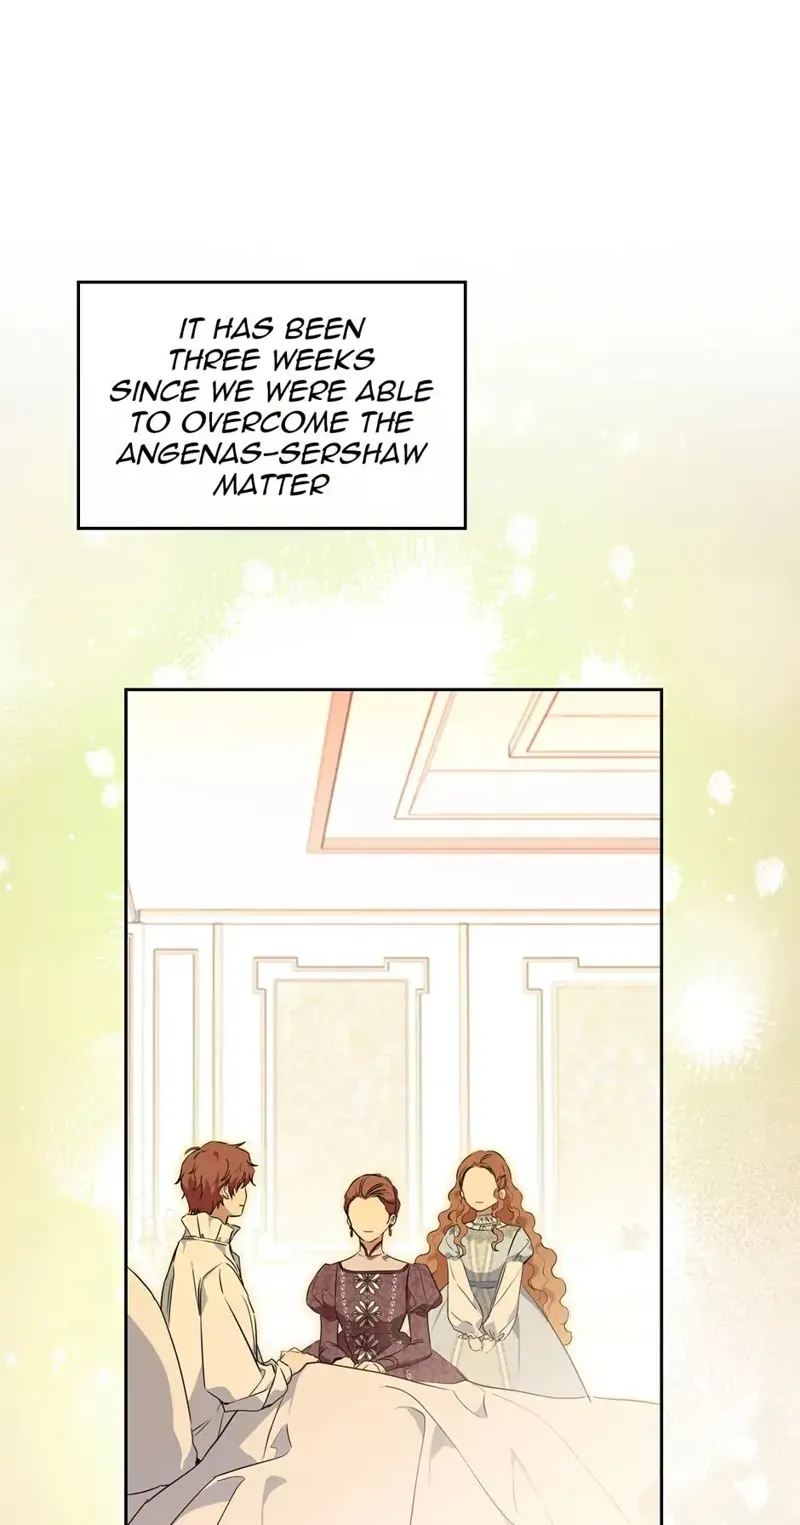 IT HAS BEEN
THREE WEEKS
SINCE WE WERE ABLE
TO OVERCOME THE
ANGENAS-SERSHAW
MATTER